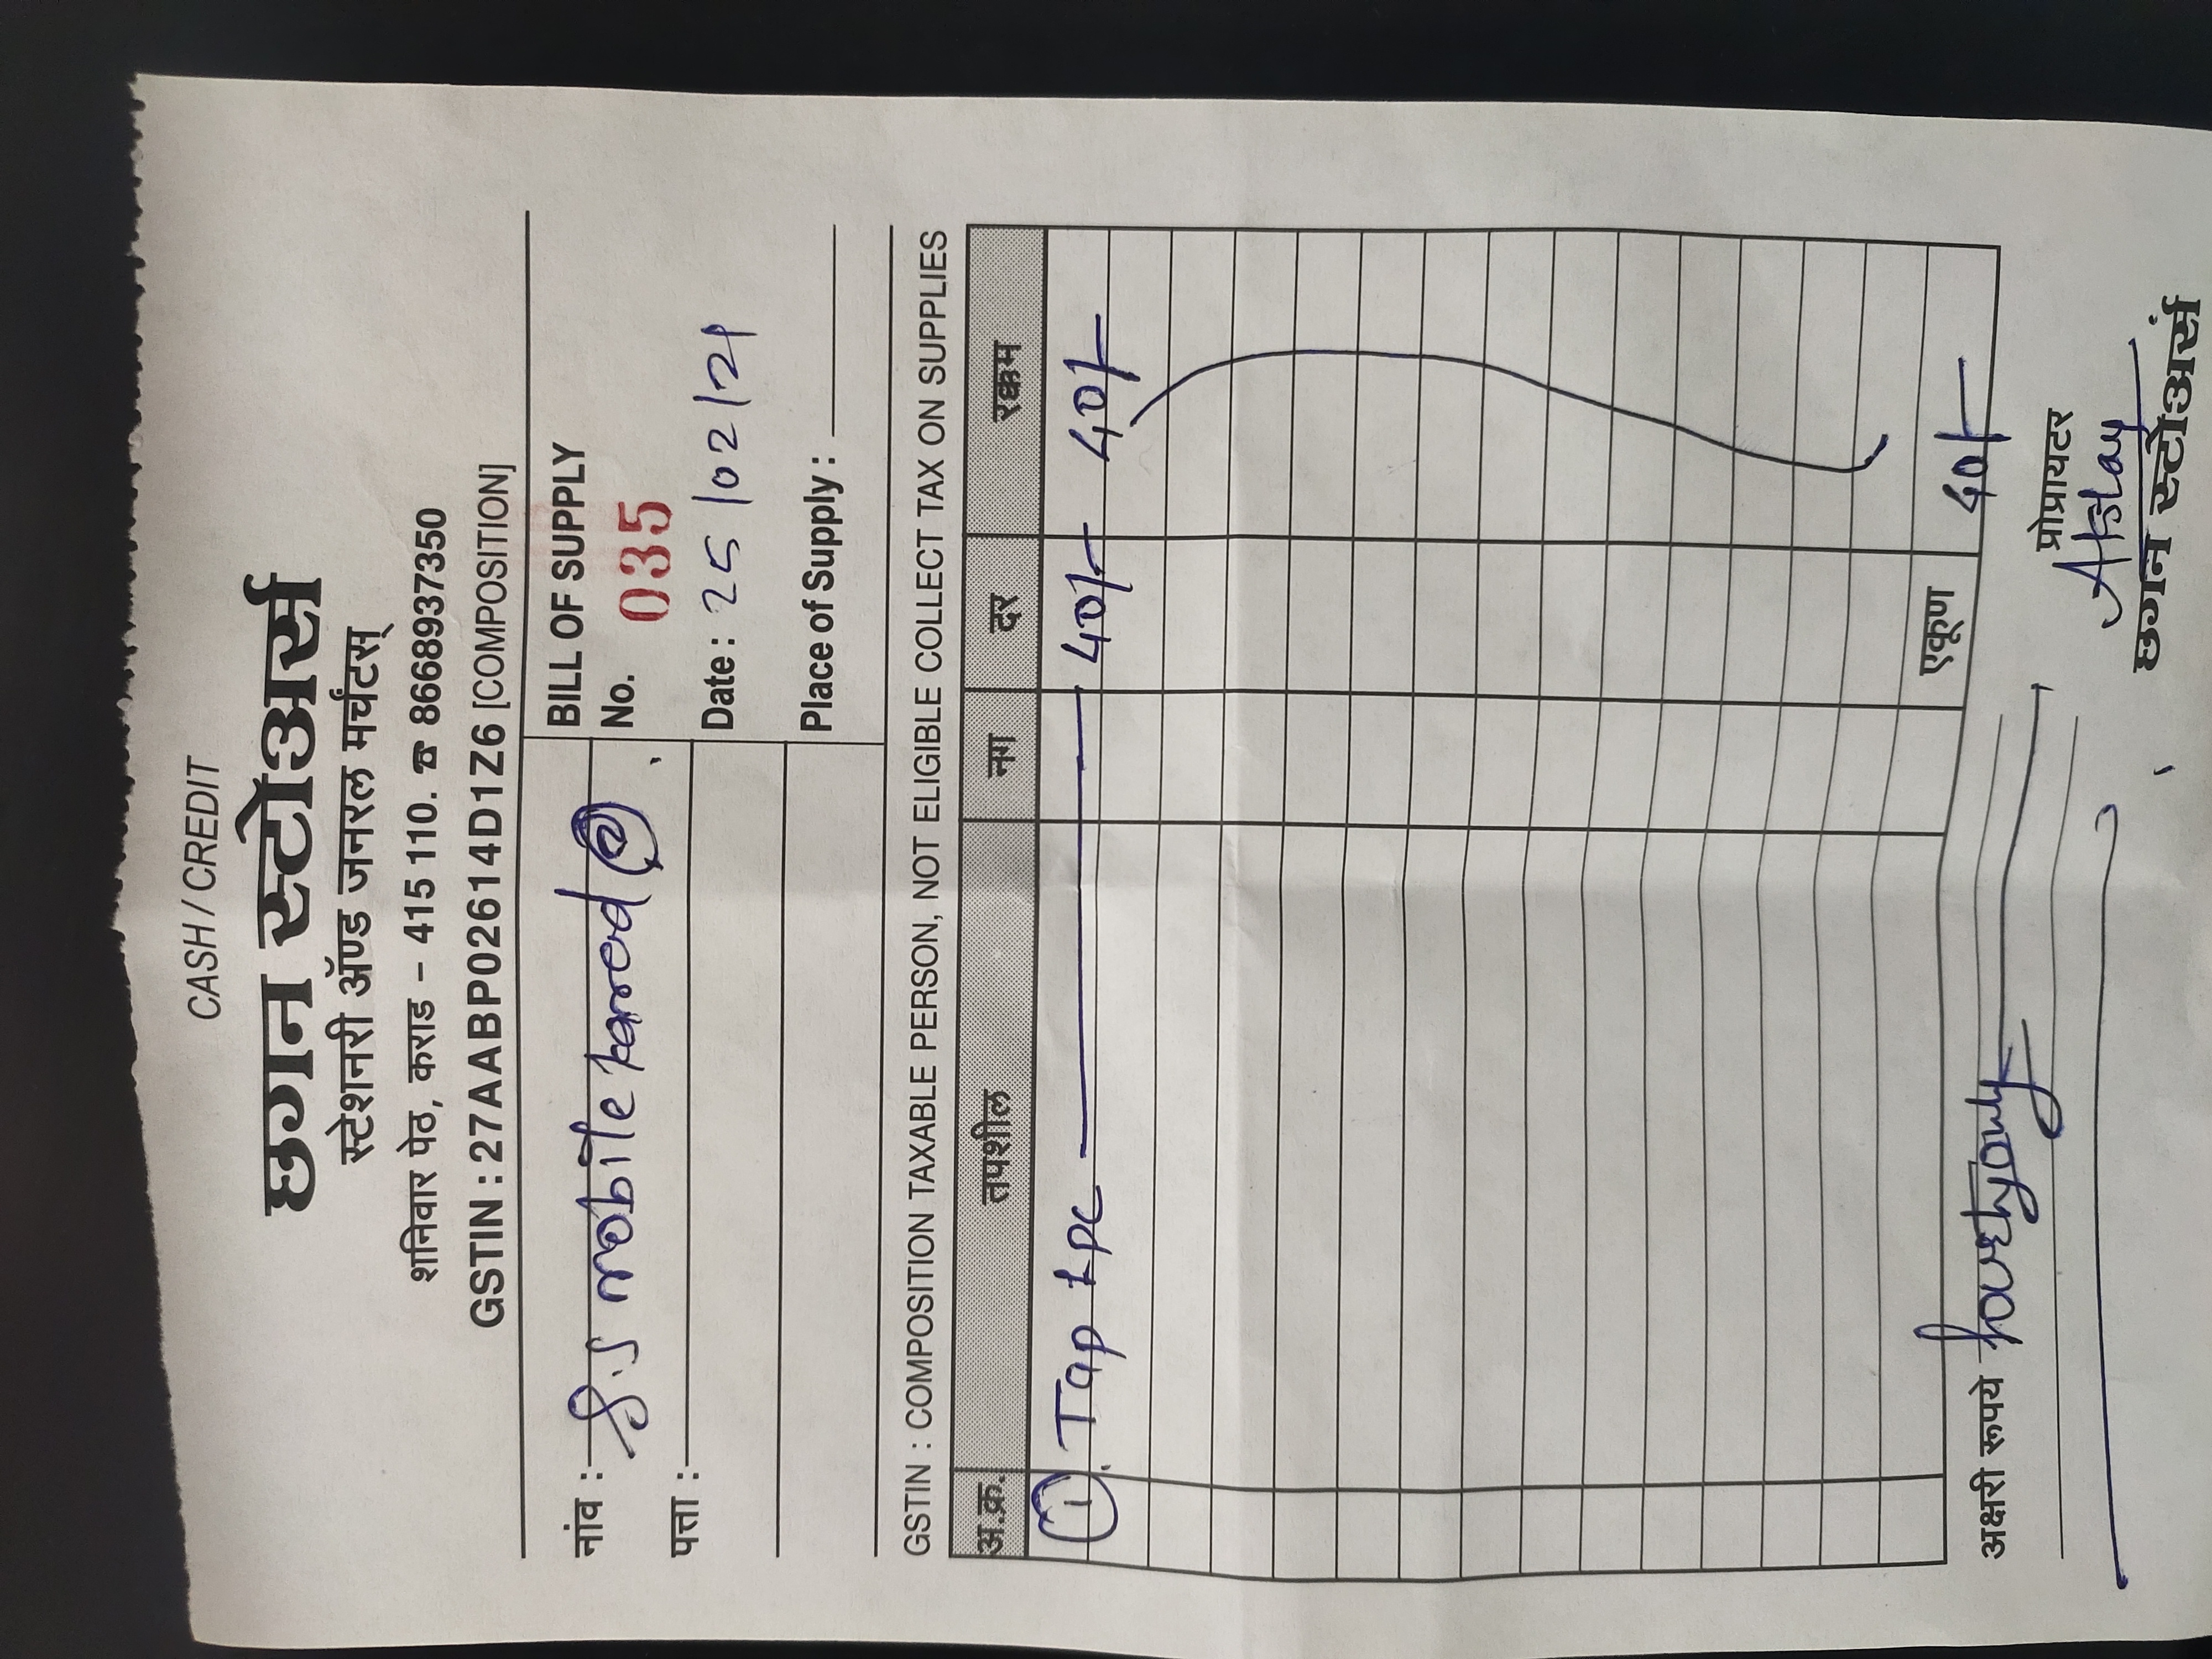 CASH / CREDIT
छगन स्टोअर्स
स्टेशनरी ॲण्ड जनरल मर्चंटस्
शनिवार पेठ, कराड – 415 110. ☎ 8668937350
GSTIN : 27AABP02614D1Z6 [COMPOSITION]
नांव : S.S mobile karad
पत्ता :
BILL OF SUPPLY
No. 035
Date : 25/02/21
Place of Supply :
GSTIN : COMPOSITION TAXABLE PERSON, NOT ELIGIBLE COLLECT TAX ON SUPPLIES
अ.क्र. तपशील नग दर रक्कम
1 Tap 1pc 40/- 40/-
एकूण 40/-
अक्षरी रूपये fourty only
प्रोप्रायटर
Akshay
छगन स्टोअर्स